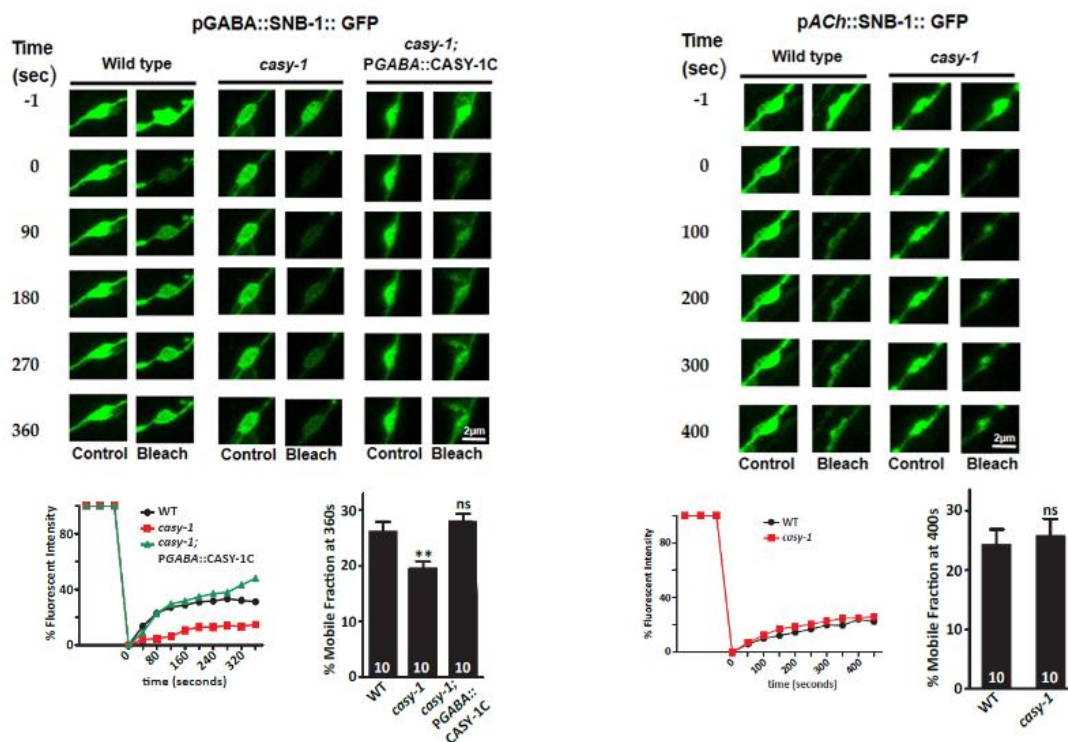 pGABA::SNB-1:: GFP
Time
(sec)
Wild type
casy-1
casy-1;
PGABA::CASY-1C
-1
0
90
180
270
360
2µm
Control Bleach
Control Bleach
Control Bleach
pACh::SNB-1:: GFP
Time
(sec)
Wild type
casy-1
-1
0
100
200
300
400
2µm
Control Bleach
Control Bleach
% Fluorescent Intensity
80
40
0
0 80 160 240 320
time (seconds)
WT
casy-1
casy-1;
PGABA::CASY-1C
% Mobile Fraction at 360s
30
20
10
0
**
ns
10 10 10
WT
casy-1
casy-1;
PGABA::
CASY-1C
% Fluorescent Intensity
80
40
0
0 100 200 300 400
time (seconds)
WT
casy-1
% Mobile Fraction at 400s
30
20
10
0
ns
10 10
WT
casy-1